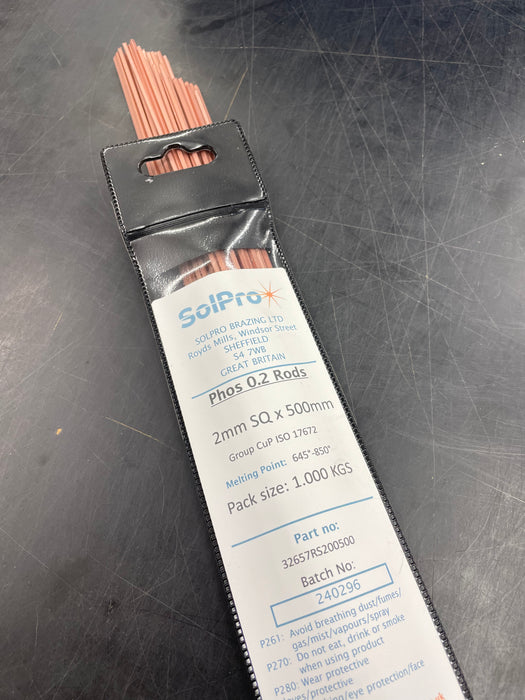 SolPro
SOLPRO BRAZING LTD
Royds Mills, Windsor Street
SHEFFIELD
S4 7WB
GREAT BRITAIN
Phos 0.2 Rods
2mm SQ x 500mm
Group CuP ISO 17672
Melting Point: 645°-850°
Pack size: 1.000 KGS
Part no:
32657RS200500
Batch No:
240296
P261: Avoid breathing dust/fumes/
gas/mist/vapours/spray
P270: Do not eat, drink or smoke
when using product
P280: Wear protective
eye protection/face